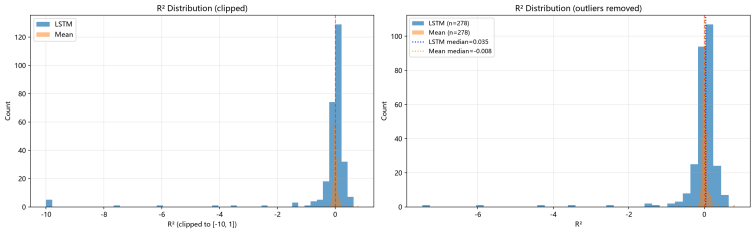 R² Distribution (clipped)
LSTM
Mean
Count
120
100
80
60
40
20
0
-10
-8
-6
-4
-2
0
R² (clipped to [-10, 1])
R² Distribution (outliers removed)
LSTM (n=278)
Mean (n=278)
LSTM median=0.035
Mean median=-0.008
Count
100
80
60
40
20
0
-6
-4
-2
0
R²